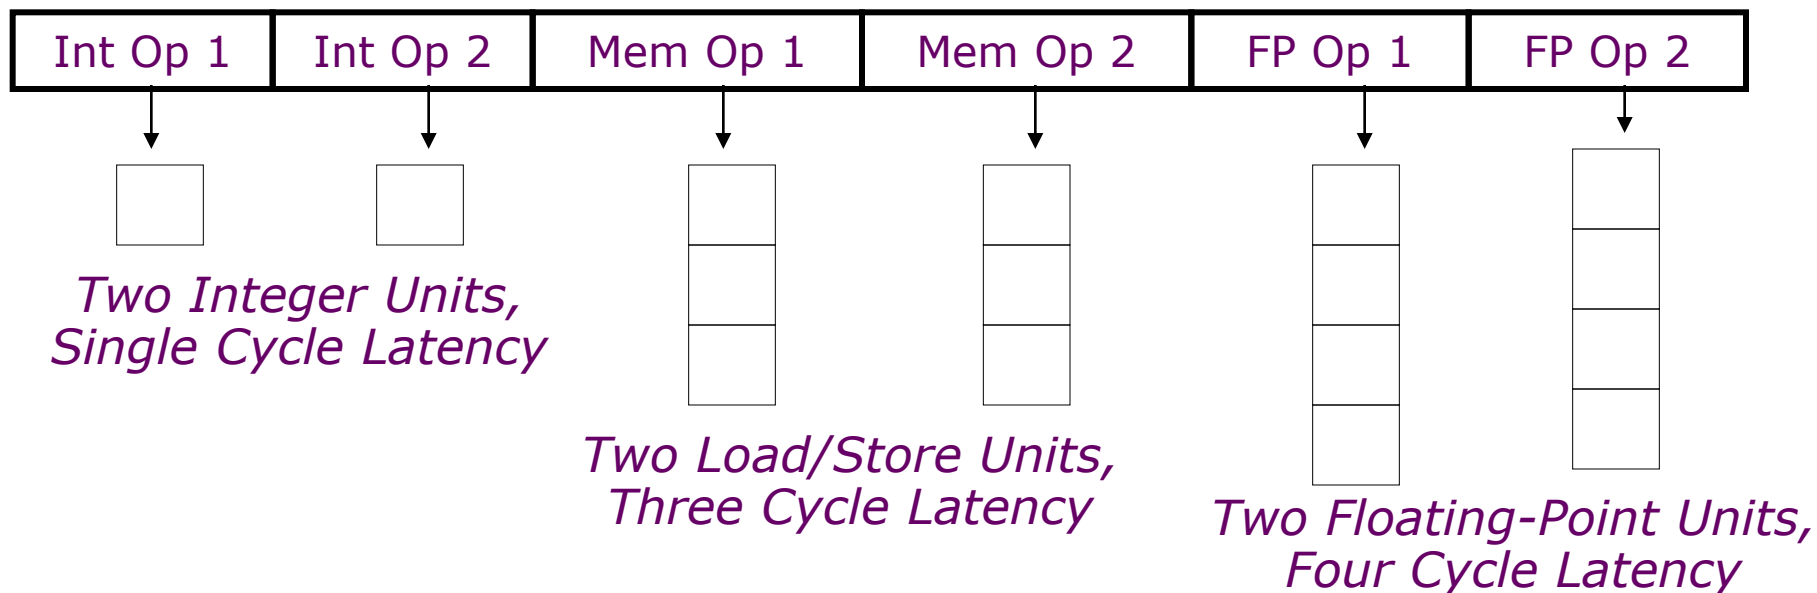 Int Op 1 Int Op 2 Mem Op 1 Mem Op 2 FP Op 1 FP Op 2
Two Integer Units,
Single Cycle Latency
Two Load/Store Units,
Three Cycle Latency
Two Floating-Point Units,
Four Cycle Latency